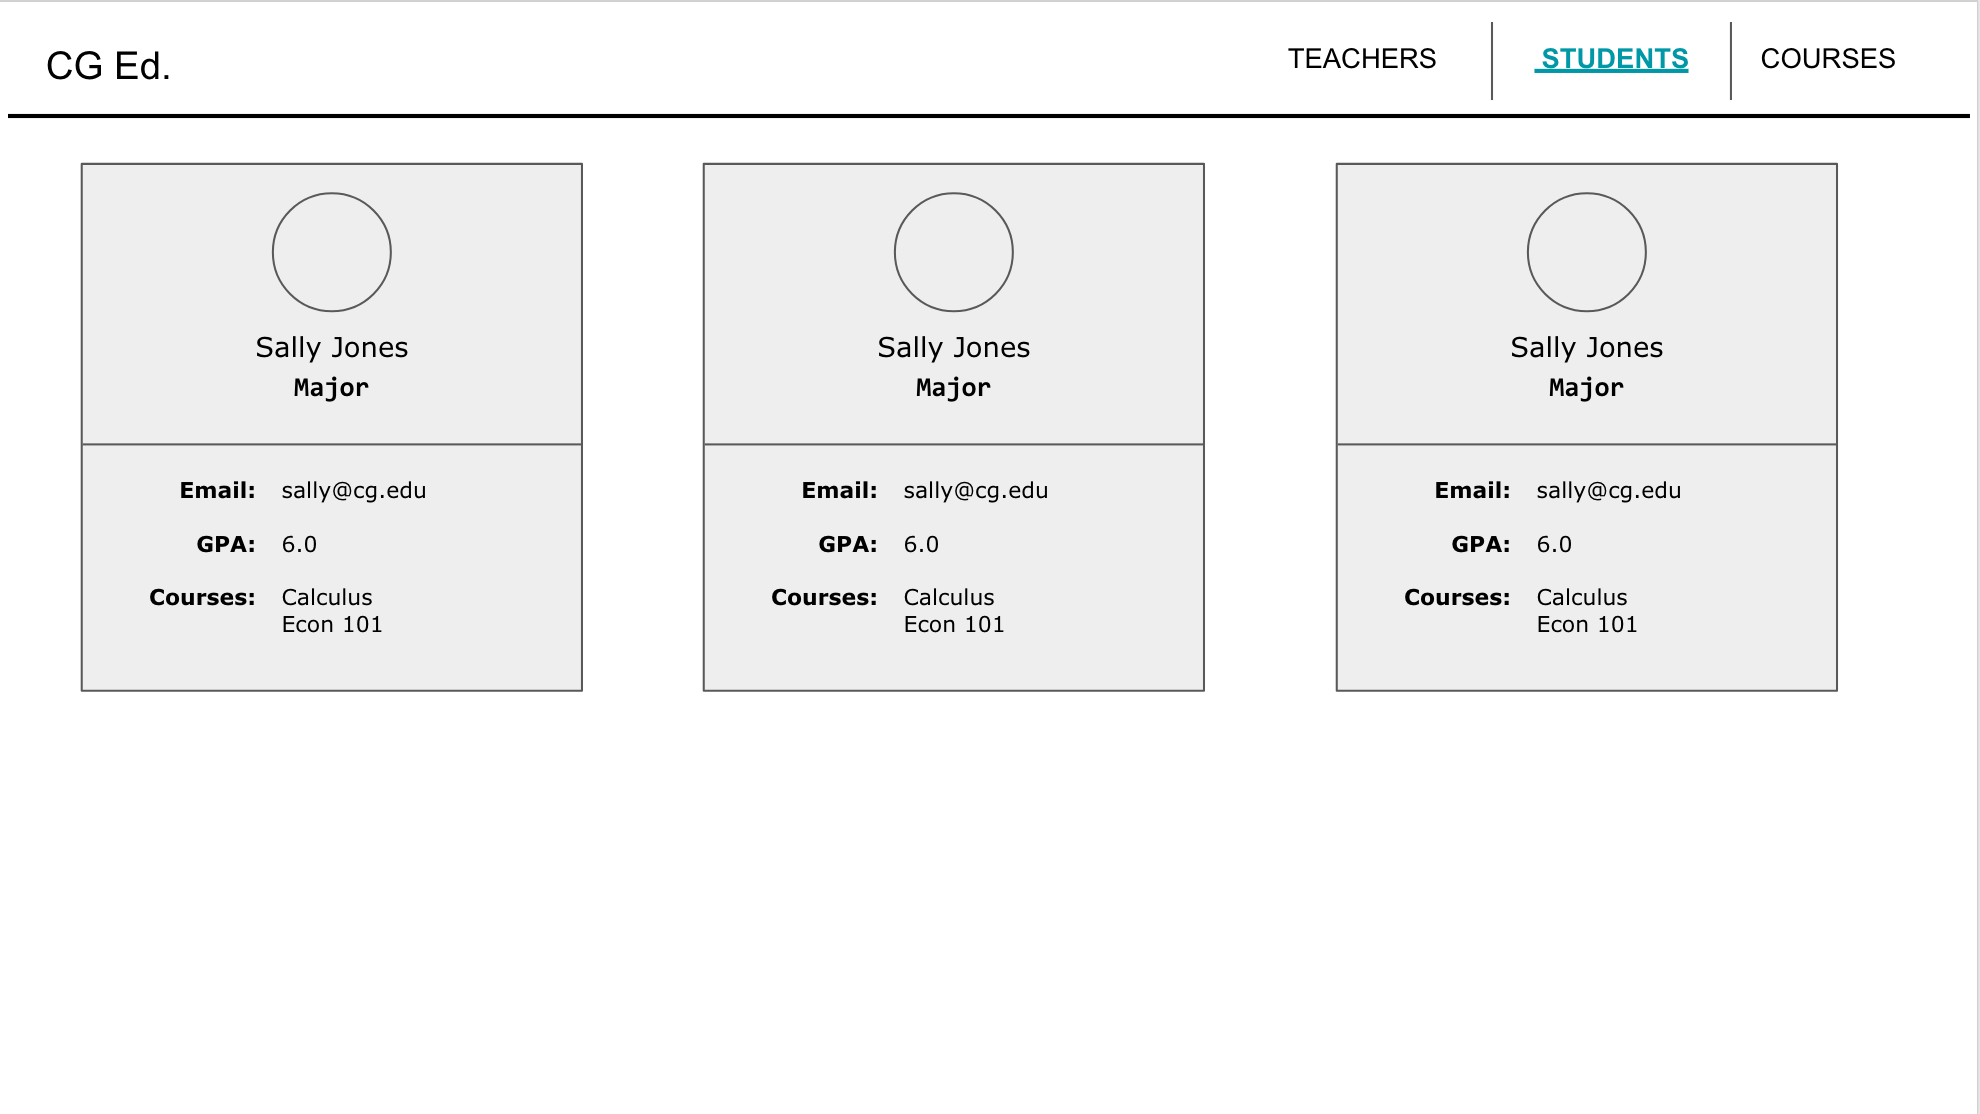 CG Ed.
TEACHERS
STUDENTS
COURSES
Sally Jones
Major
Email: sally@cg.edu
GPA: 6.0
Courses: Calculus
Econ 101
Sally Jones
Major
Email: sally@cg.edu
GPA: 6.0
Courses: Calculus
Econ 101
Sally Jones
Major
Email: sally@cg.edu
GPA: 6.0
Courses: Calculus
Econ 101